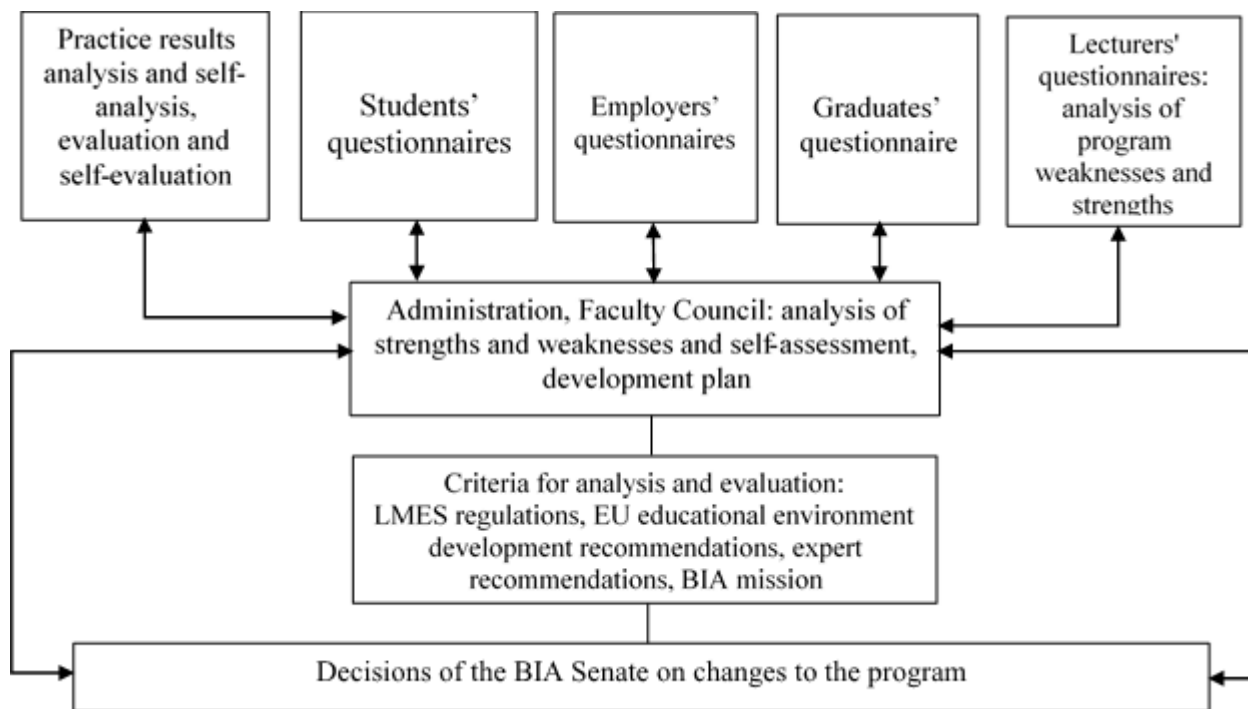 Practice results
analysis and self-
analysis,
evaluation and
self-evaluation
Students’
questionnaires
Employers’
questionnaires
Graduates’
questionnaire
Lecturers'
questionnaires:
analysis of
program
weaknesses and
strengths
Administration, Faculty Council: analysis of
strengths and weaknesses and self-assessment,
development plan
Criteria for analysis and evaluation:
LMES regulations, EU educational environment
development recommendations, expert
recommendations, BIA mission
Decisions of the BIA Senate on changes to the program